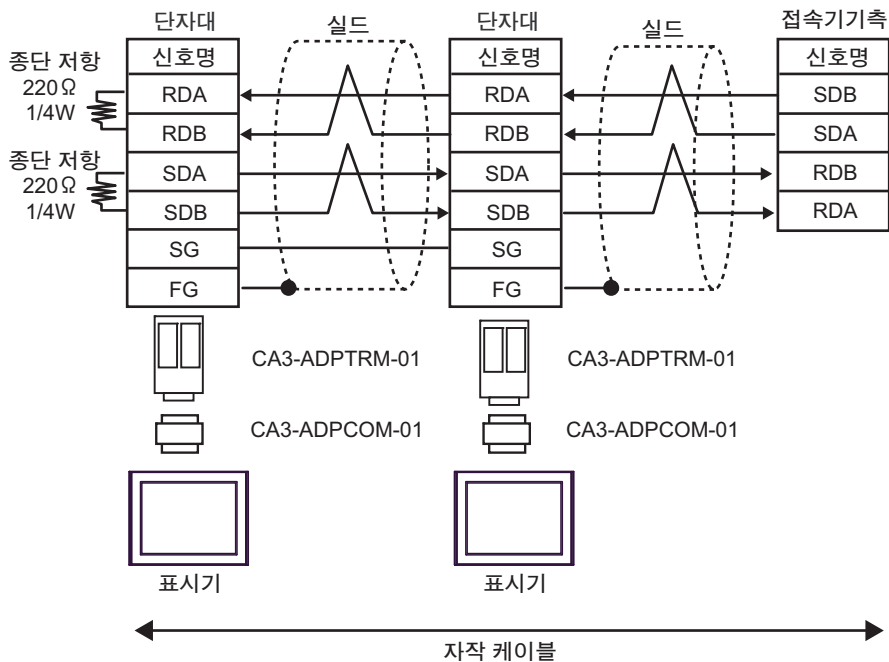 단자대
실드
단자대
실드
접속기기측
종단 저항
220Ω
1/4W
종단 저항
220Ω
1/4W
신호명
RDA
RDB
SDA
SDB
SG
FG
신호명
RDA
RDB
SDA
SDB
SG
FG
신호명
SDB
SDA
RDB
RDA
CA3-ADPTRM-01
CA3-ADPTRM-01
CA3-ADPCOM-01
CA3-ADPCOM-01
표시기
표시기
자작 케이블